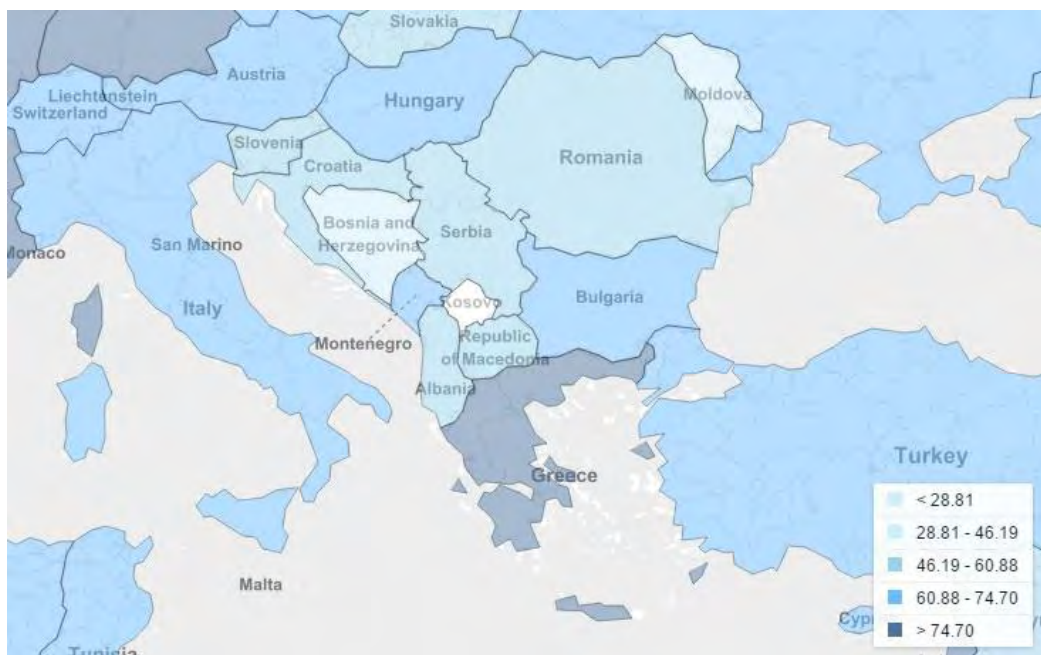 Slovakia
Austria
Liechtenstein
Switzerland
Hungary
Moldova
Slovenia
Croatia
Romania
Bosnia and
Herzegovina
Serbia
Monaco
San Marino
Italy
Kosovo
Bulgaria
Montenegro
Republic
of Macedonia
Albania
Greece
Turkey
Malta
Tunisia
< 28.81
28.81 - 46.19
46.19 - 60.88
60.88 - 74.70
> 74.70